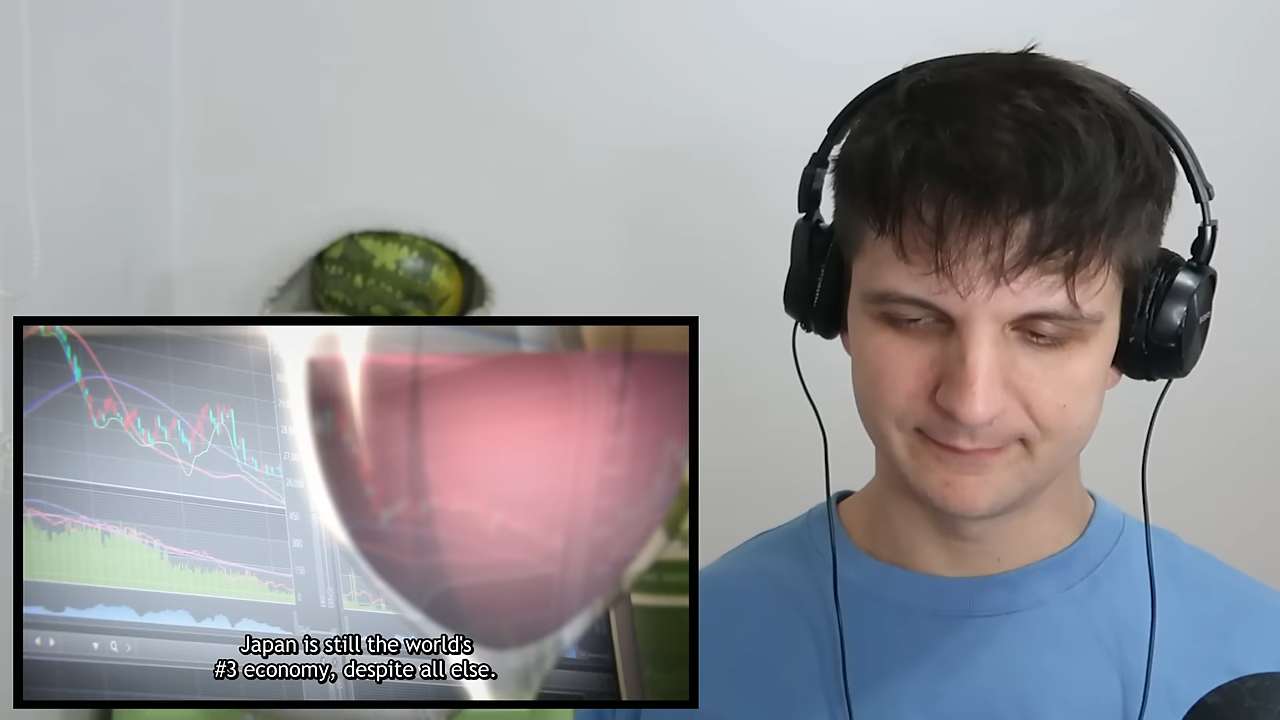 Japan is still the world's
#3 economy, despite all else.